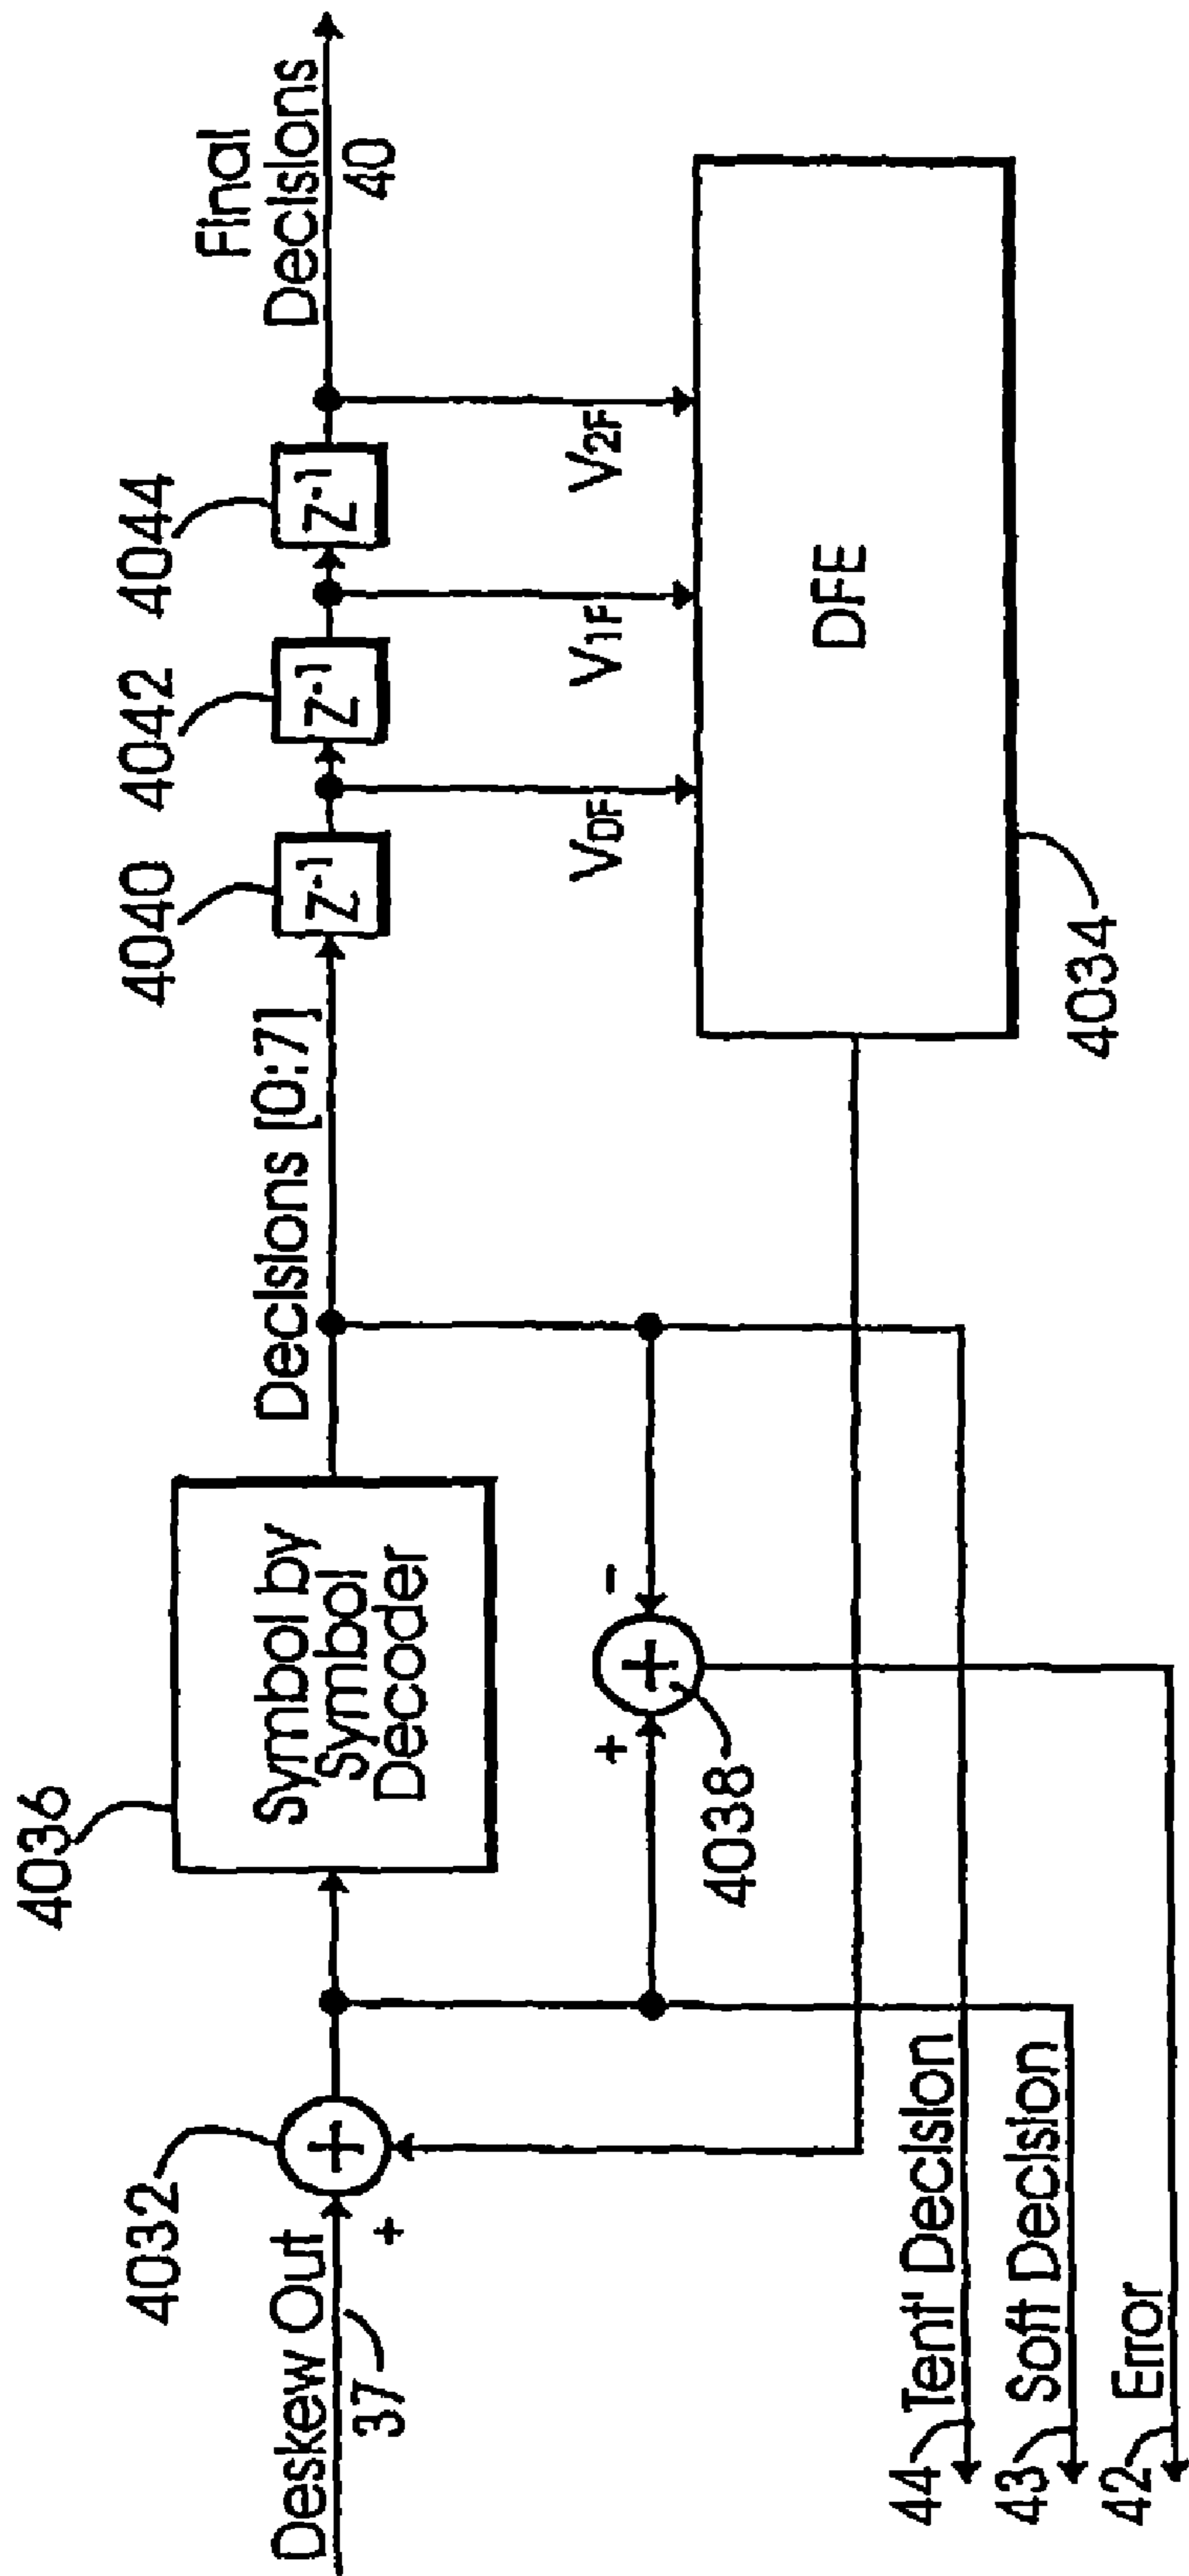 Deskew Out
37
+
4032
+
4036
Symbol by
Symbol
Decoder
Decisions [0:7]
4040
Z-1
4042
Z-1
4044
Z-1
Final
Decisions
40
V0F
V1F
V2F
+
-
+
4038
DFE
4034
44
Tent' Decision
43
Soft Decision
42
Error